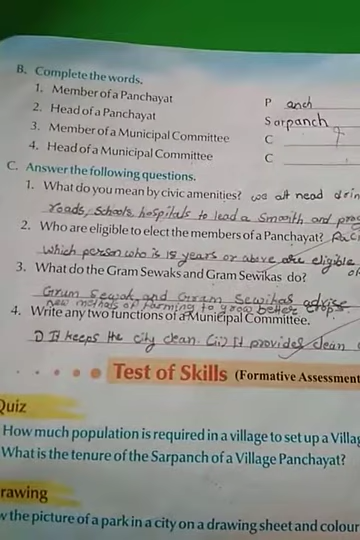 B. Complete the words.
1. Member of a Panchayat P anch
2. Head of a Panchayat Sarpanch
3. Member of a Municipal Committee C
4. Head of a Municipal Committee C
C. Answer the following questions.
1. What do you mean by civic amenities? we all nead
roads, schools, hospitals to lead a smooth and
2. Who are eligible to elect the members of a Panchayat?
which person who is 18 years or above are eligible
3. What do the Gram Sewaks and Gram Sewikas do?
Gram Sewak and Gram Sewikas advise
new methods of farming to grow better crops.
4. Write any two functions of a Municipal Committee.
i) It keeps the city clean. (ii) It provides clean
Test of Skills (Formative Assessment
Quiz
How much population is required in a village to set up a Villag
What is the tenure of the Sarpanch of a Village Panchayat?
rawing
w the picture of a park in a city on a drawing sheet and colour